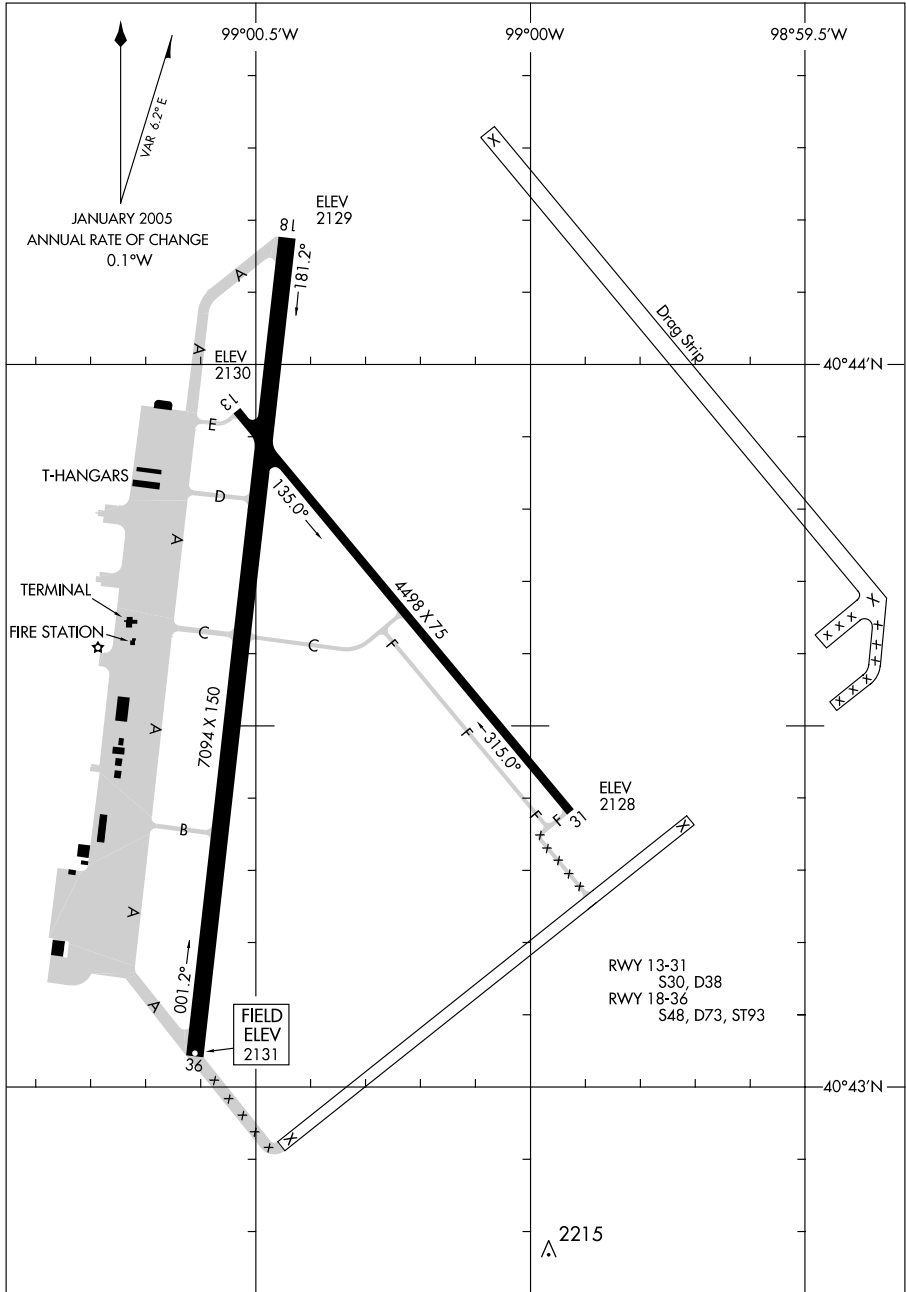 99°00.5'W
99°00'W
98°59.5'W
VAR 6.2° E
JANUARY 2005
ANNUAL RATE OF CHANGE
0.1°W
ELEV
2129
18
181.2°
A
A
Drag Strip
X
ELEV
2130
40°44'N
13
E
T-HANGARS
D
135.0°
A
4498 X 75
TERMINAL
FIRE STATION
C
C
F
X
X X X
X X X X
X X X
7094 X 150
A
F
315.0°
ELEV
2128
31
F
F
B
X
X X X X X
A
001.2°
A
RWY 13-31
S30, D38
RWY 18-36
S48, D73, ST93
FIELD
ELEV
2131
36
40°43'N
X X X X X
X
2215